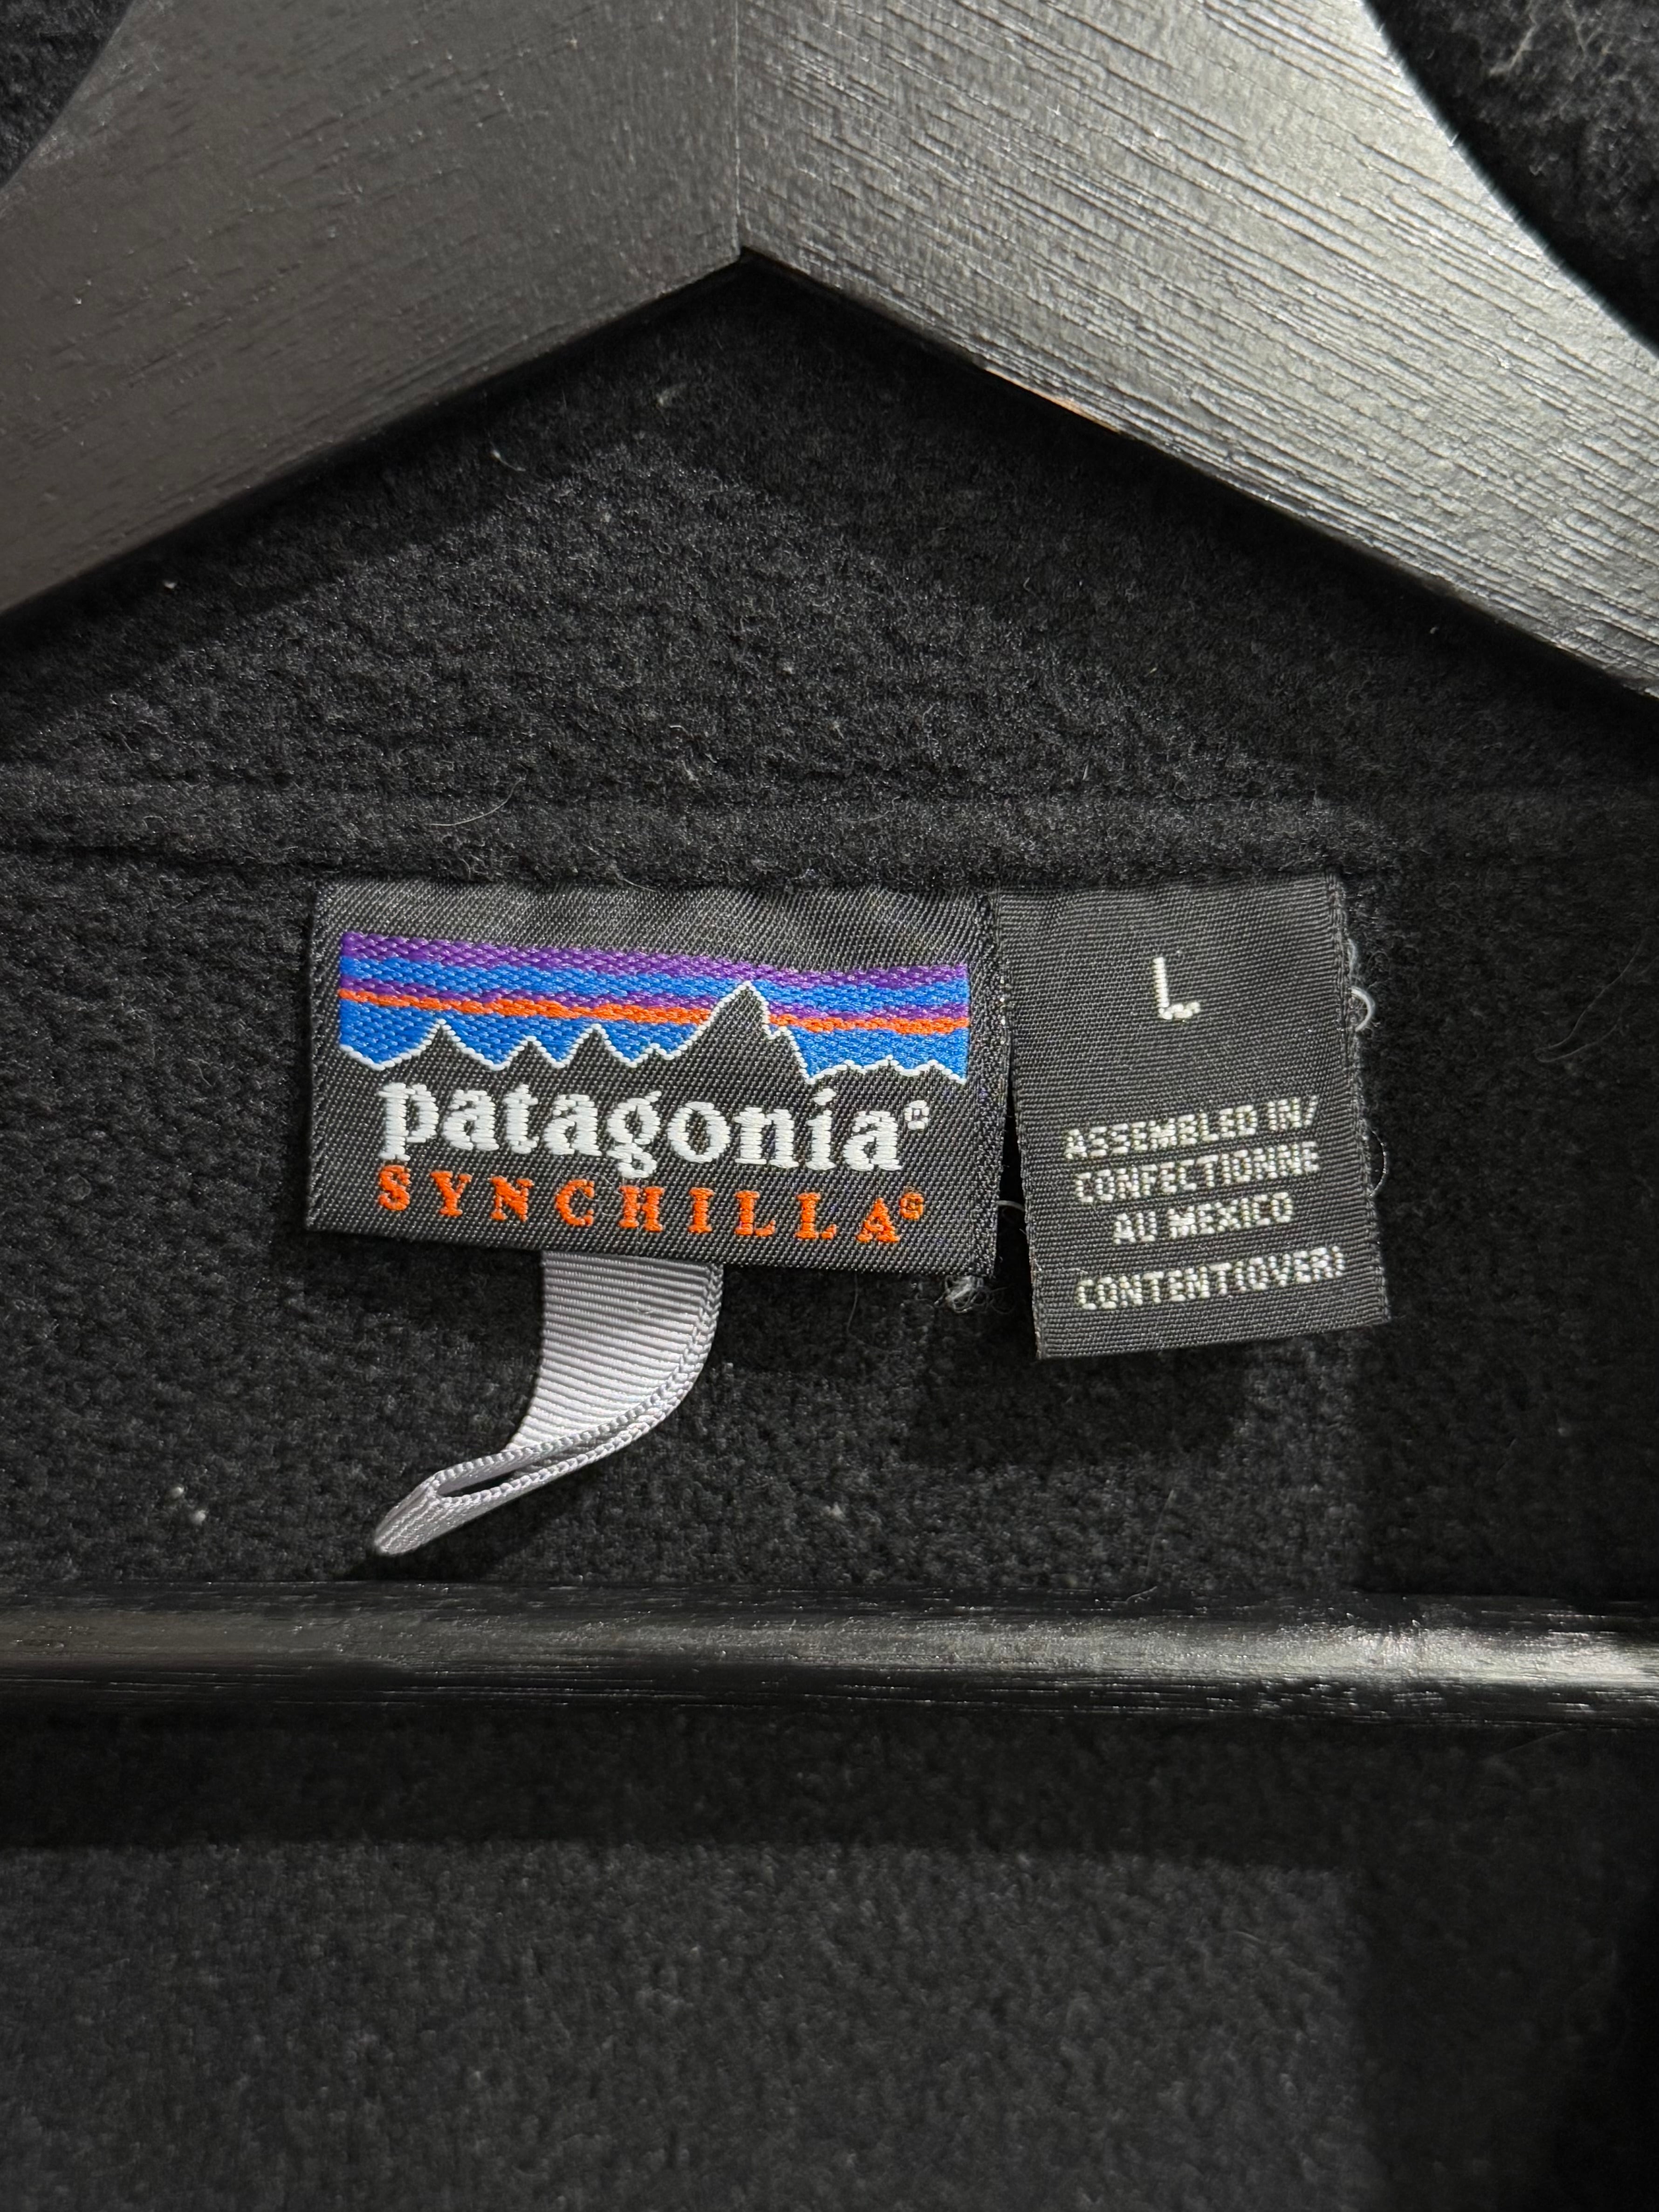 patagonia®
SYNCHILLA®
L
ASSEMBLED IN/
CONFECTIONNE
AU MEXICO
CONTENT(OVER)